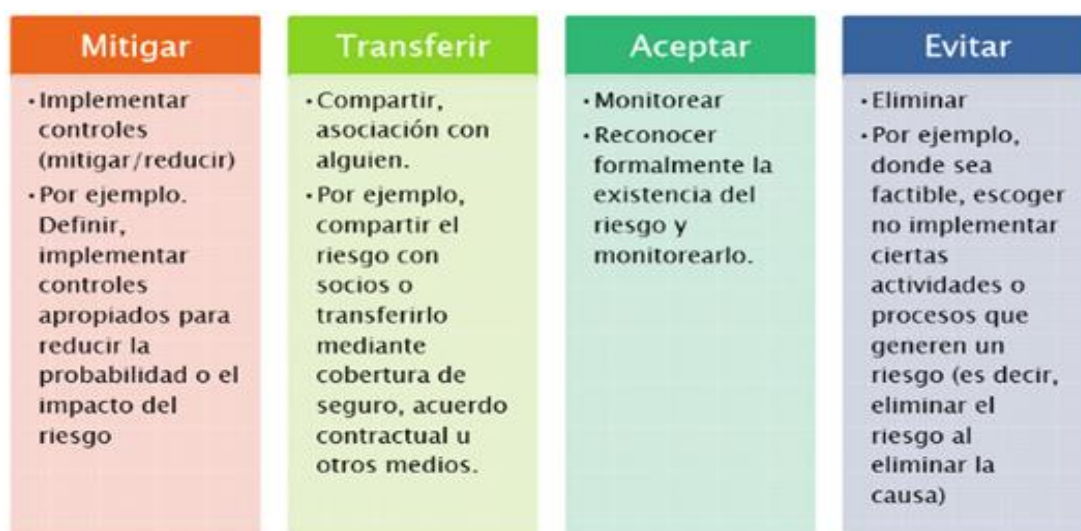 Mitigar
• Implementar
controles
(mitigar/reducir)
• Por ejemplo.
Definir,
implementar
controles
apropiados para
reducir la
probabilidad o el
impacto del
riesgo
Transferir
• Compartir,
asociación con
alguien.
• Por ejemplo,
compartir el
riesgo con
socios o
transferirlo
mediante
cobertura de
seguro, acuerdo
contractual u
otros medios.
Aceptar
• Monitorear
• Reconocer
formalmente la
existencia del
riesgo y
monitorearlo.
Evitar
• Eliminar
• Por ejemplo,
donde sea
factible, escoger
no implementar
ciertas
actividades o
procesos que
generen un
riesgo (es decir,
eliminar el
riesgo al
eliminar la
causa)